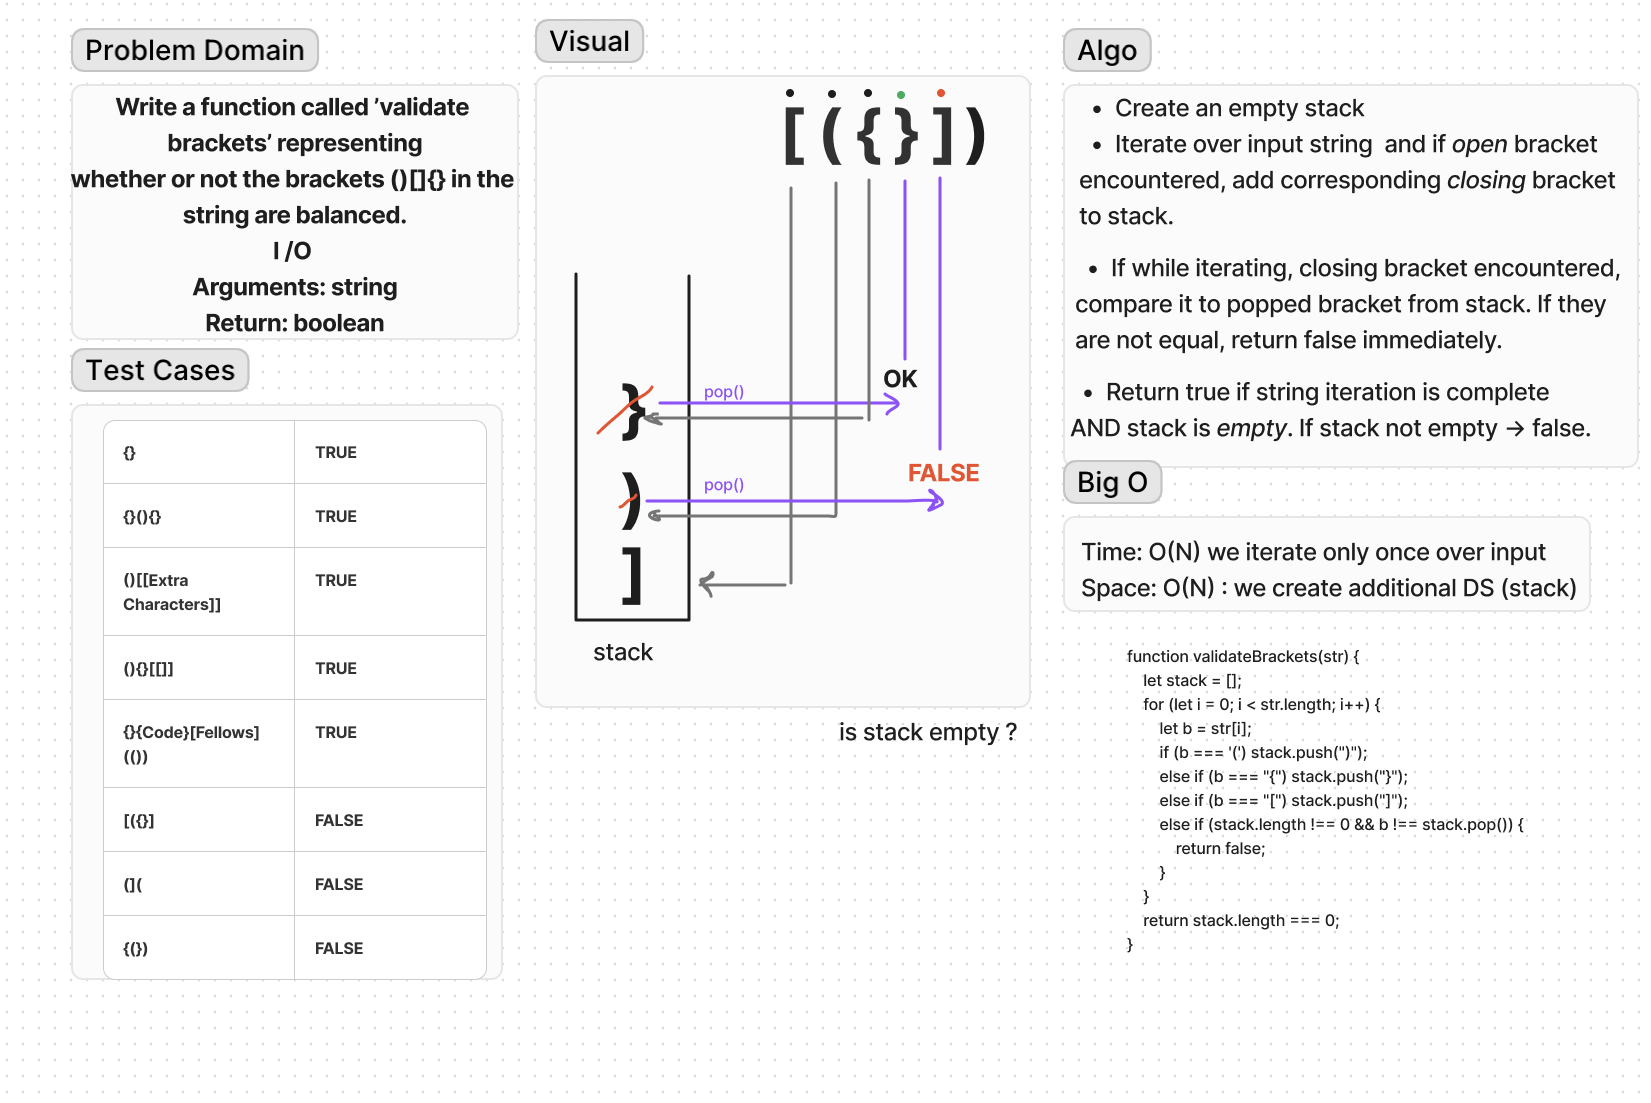 Problem Domain
Write a function called ’validate
brackets’ representing
whether or not the brackets ()[]{} in the
string are balanced.
I /O
Arguments: string
Return: boolean
Test Cases
{} TRUE
{}(){} TRUE
()[[Extra TRUE
Characters]]
(){}[[]] TRUE
{}{Code}[Fellows] TRUE
(())
[({}] FALSE
(]( FALSE
{(}) FALSE
Visual
[({}])
OK
}
pop()
FALSE
)
pop()
]
stack
is stack empty ?
Algo
• Create an empty stack
• Iterate over input string and if open bracket
encountered, add corresponding closing bracket
to stack.
• If while iterating, closing bracket encountered,
compare it to popped bracket from stack. If they
are not equal, return false immediately.
• Return true if string iteration is complete
AND stack is empty. If stack not empty → false.
Big O
Time: O(N) we iterate only once over input
Space: O(N) : we create additional DS (stack)
function validateBrackets(str) {
let stack = [];
for (let i = 0; i < str.length; i++) {
let b = str[i];
if (b === '(') stack.push(")");
else if (b === "{") stack.push("}");
else if (b === "[") stack.push("]");
else if (stack.length !== 0 && b !== stack.pop()) {
return false;
}
}
return stack.length === 0;
}